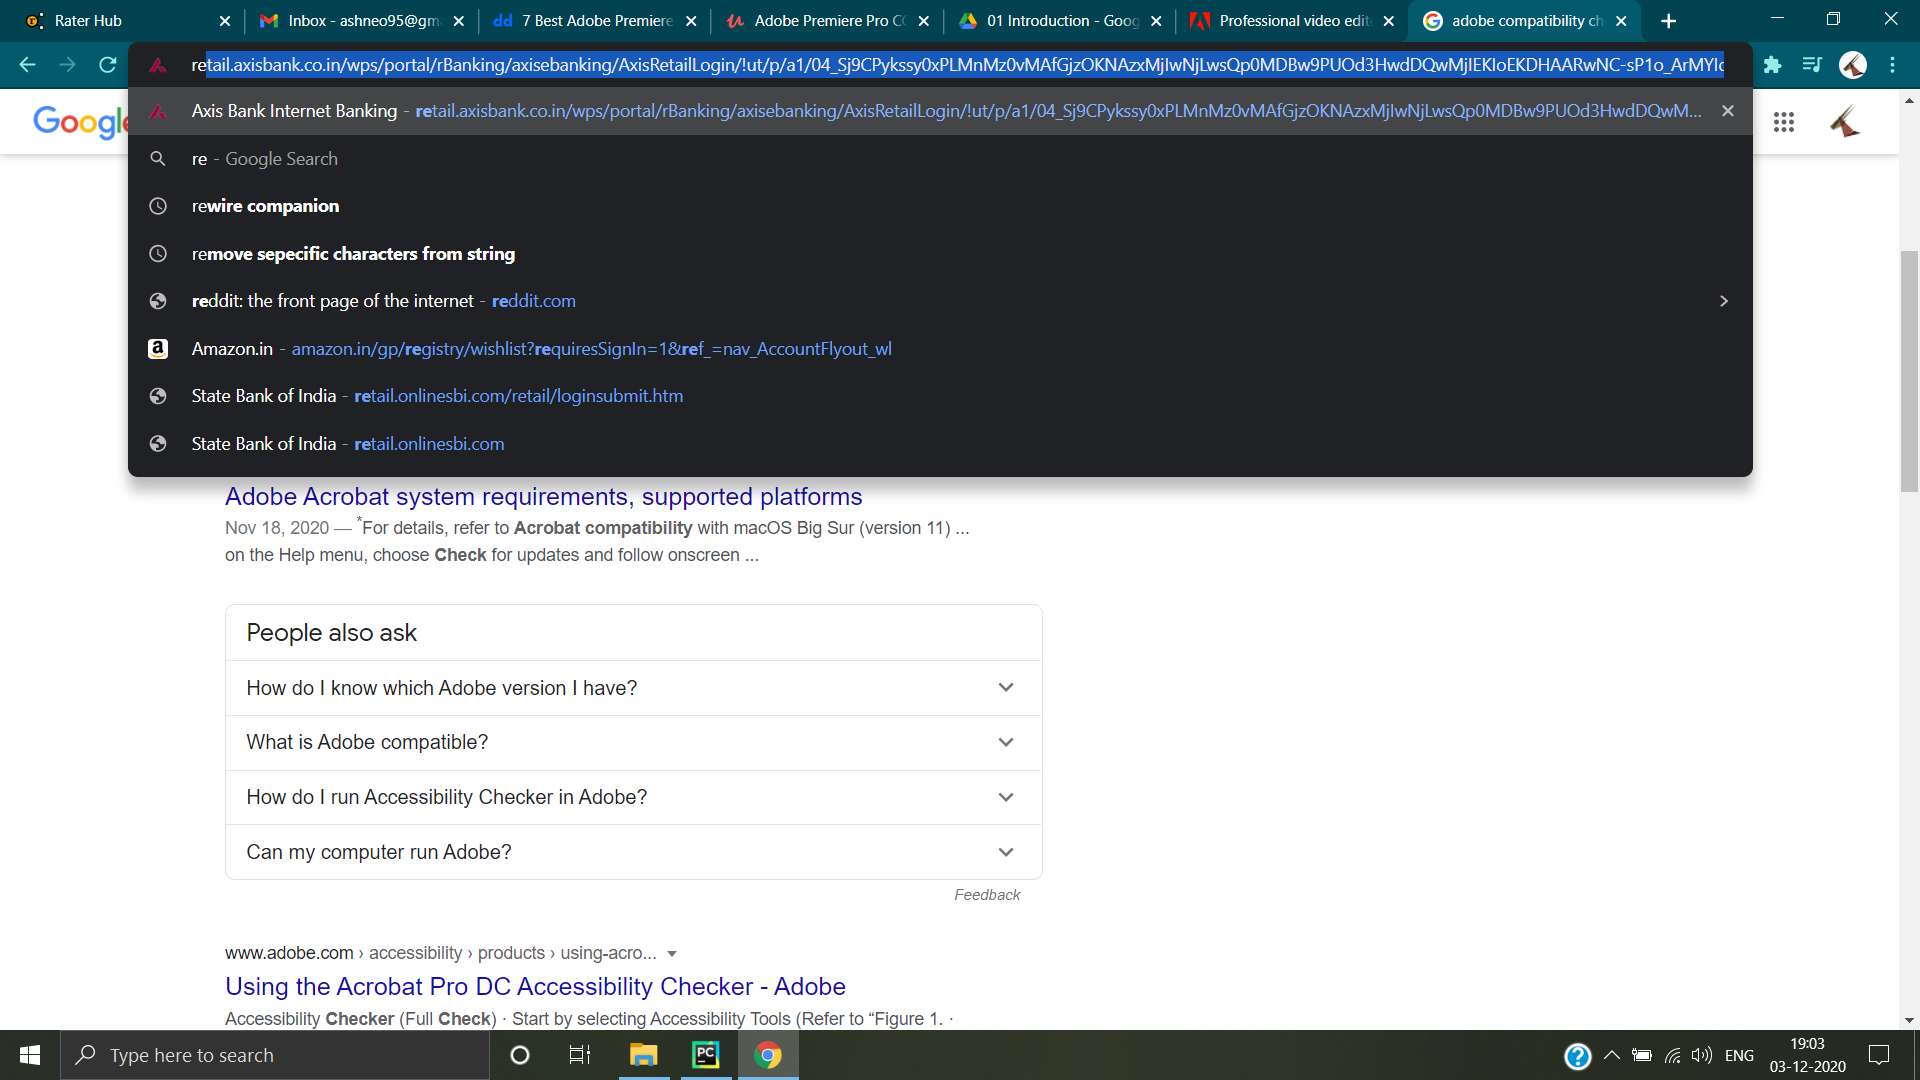 Rater Hub
Inbox - ashneo95@gm
7 Best Adobe Premiere
Adobe Premiere Pro CC
01 Introduction - Goog
Professional video edit
adobe compatibility ch
retail.axisbank.co.in/wps/portal/rBanking/axisebanking/AxisRetailLogin/!ut/p/a1/04_Sj9CPykssy0xPLMnMz0vMAfGjzOKNAzxMjIwNjLwsQp0MDBw9PUOd3HwdDQwMjIEKIoEKDHAARwNC-sP1o_ArMYIc
Axis Bank Internet Banking - retail.axisbank.co.in/wps/portal/rBanking/axisebanking/AxisRetailLogin/!ut/p/a1/04_Sj9CPykssy0xPLMnMz0vMAfGjzOKNAzxMjIwNjLwsQp0MDBw9PUOd3HwdDQwM...
Google
re - Google Search
rewire companion
remove sepecific characters from string
reddit: the front page of the internet - reddit.com
Amazon.in - amazon.in/gp/registry/wishlist?requiresSignIn=1&ref_=nav_AccountFlyout_wl
State Bank of India - retail.onlinesbi.com/retail/loginsubmit.htm
State Bank of India - retail.onlinesbi.com
Adobe Acrobat system requirements, supported platforms
Nov 18, 2020 — *For details, refer to Acrobat compatibility with macOS Big Sur (version 11) ...
on the Help menu, choose Check for updates and follow onscreen ...
People also ask
How do I know which Adobe version I have?
What is Adobe compatible?
How do I run Accessibility Checker in Adobe?
Can my computer run Adobe?
Feedback
www.adobe.com › accessibility › products › using-acro...
Using the Acrobat Pro DC Accessibility Checker - Adobe
Accessibility Checker (Full Check) · Start by selecting Accessibility Tools (Refer to “Figure 1. ·
Type here to search
PC
ENG
19:03
03-12-2020